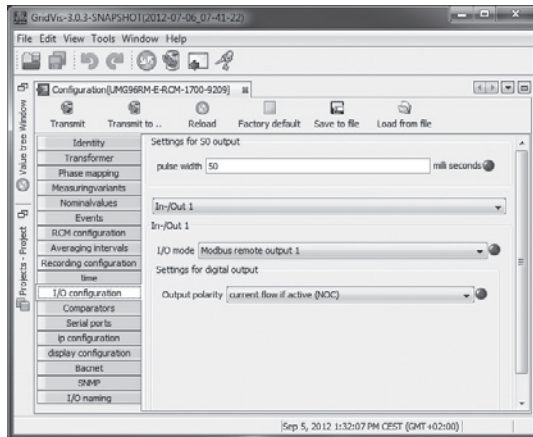 GridVis-3.0.3-SNAPSHOT(2012-07-06_07-41-22)
File Edit View Tools Window Help
Configuration[UMG96RM-E-RCM-1700-9209]
Transmit
Transmit to ..
Reload
Factory default
Save to file
Load from file
Value tree Window
Projects - Project
Identity
Transformer
Phase mapping
Measuringvariants
Nominalvalues
Events
RCM configuration
Averaging intervals
Recording configuration
time
I/O configuration
Comparators
Serial ports
ip configuration
display configuration
Bacnet
SNMP
I/O naming
Settings for S0 output
pulse width 50 milli seconds
In-/Out 1
In-/Out 1
I/O mode Modbus remote output 1
Settings for digital output
Output polarity current flow if active (NOC)
Sep 5, 2012 1:32:07 PM CEST (GMT+02:00)